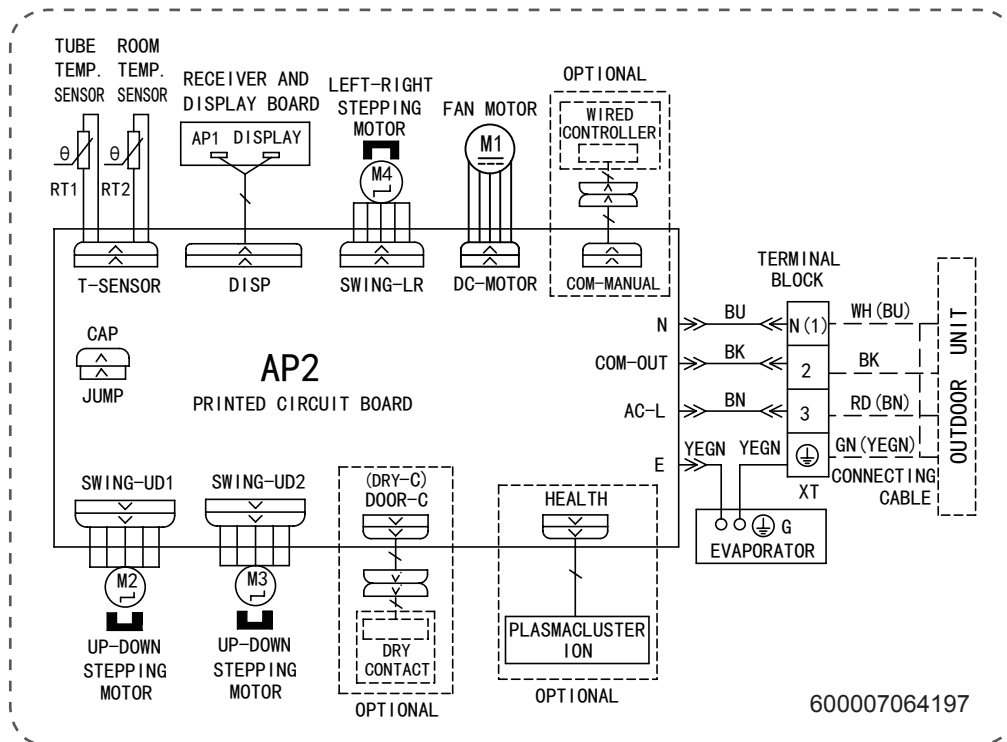 TUBE
TEMP.
SENSOR
ROOM
TEMP.
SENSOR
RECEIVER AND
DISPLAY BOARD
AP1 DISPLAY
LEFT-RIGHT
STEPPING
MOTOR
M4
FAN MOTOR
M1
OPTIONAL
WIRED
CONTROLLER
θ
RT1
θ
RT2
T-SENSOR
DISP
SWING-LR
DC-MOTOR
COM-MANUAL
TERMINAL
BLOCK
CAP
JUMP
AP2
PRINTED CIRCUIT BOARD
N
BU
N(1)
WH(BU)
COM-OUT
BK
2
BK
AC-L
BN
3
RD(BN)
E
YEGN
YEGN
GN(YEGN)
XT
CONNECTING
CABLE
OUTDOOR UNIT
G
EVAPORATOR
SWING-UD1
M2
UP-DOWN
STEPPING
MOTOR
SWING-UD2
M3
UP-DOWN
STEPPING
MOTOR
(DRY-C)
DOOR-C
DRY
CONTACT
OPTIONAL
HEALTH
PLASMACLUSTER
ION
OPTIONAL
600007064197